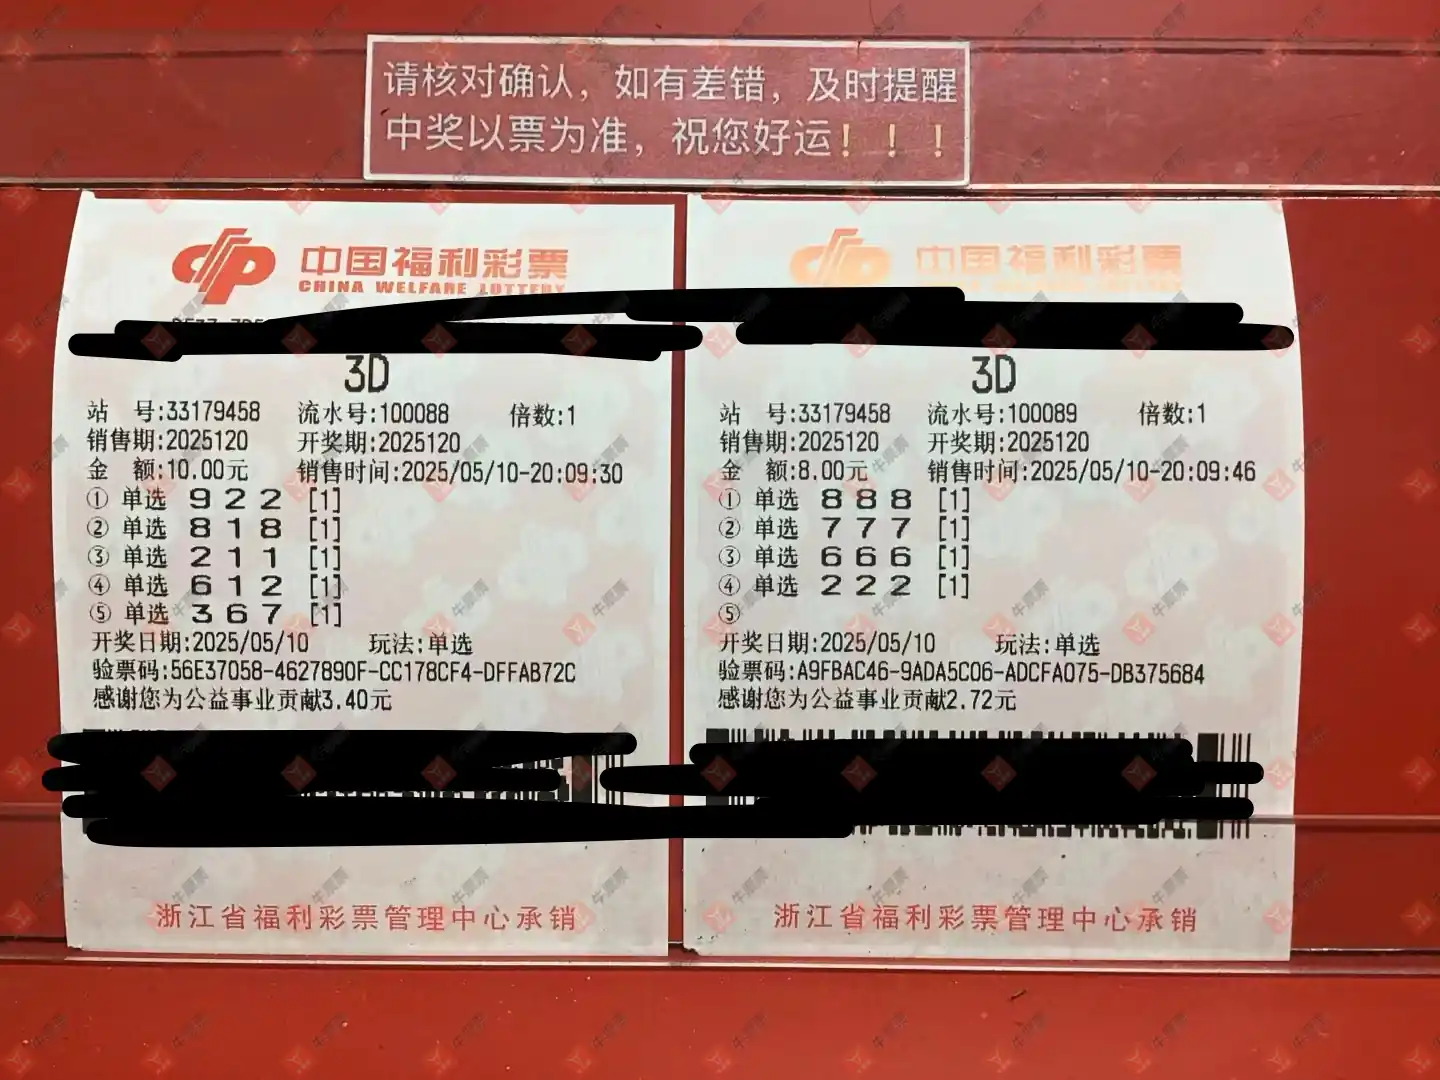 请核对确认，如有差错，及时提醒
中奖以票为准，祝您好运！！！
中国福利彩票
CHINA WELFARE LOTTERY
3D
站 号:33179458 流水号:100088 倍数:1
销售期:2025120 开奖期:2025120
金 额:10.00元 销售时间:2025/05/10-20:09:30
① 单选 9 2 2 [1]
② 单选 8 1 8 [1]
③ 单选 2 1 1 [1]
④ 单选 6 1 2 [1]
⑤ 单选 3 6 7 [1]
开奖日期:2025/05/10 玩法:单选
验票码:56E37058-4627890F-CC178CF4-DFFAB72C
感谢您为公益事业贡献3.40元
浙江省福利彩票管理中心承销
中国福利彩票
3D
站 号:33179458 流水号:100089 倍数:1
销售期:2025120 开奖期:2025120
金 额:8.00元 销售时间:2025/05/10-20:09:46
① 单选 8 8 8 [1]
② 单选 7 7 7 [1]
③ 单选 6 6 6 [1]
④ 单选 2 2 2 [1]
⑤
开奖日期:2025/05/10 玩法:单选
验票码:A9FBAC46-9ADA5C06-ADCFA075-DB375684
感谢您为公益事业贡献2.72元
浙江省福利彩票管理中心承销